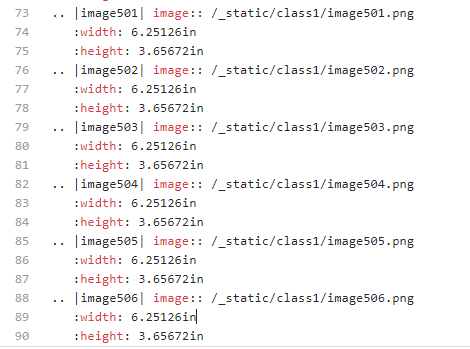 73 .. |image501| image:: /_static/class1/image501.png
74 :width: 6.25126in
75 :height: 3.65672in
76 .. |image502| image:: /_static/class1/image502.png
77 :width: 6.25126in
78 :height: 3.65672in
79 .. |image503| image:: /_static/class1/image503.png
80 :width: 6.25126in
81 :height: 3.65672in
82 .. |image504| image:: /_static/class1/image504.png
83 :width: 6.25126in
84 :height: 3.65672in
85 .. |image505| image:: /_static/class1/image505.png
86 :width: 6.25126in
87 :height: 3.65672in
88 .. |image506| image:: /_static/class1/image506.png
89 :width: 6.25126in
90 :height: 3.65672in